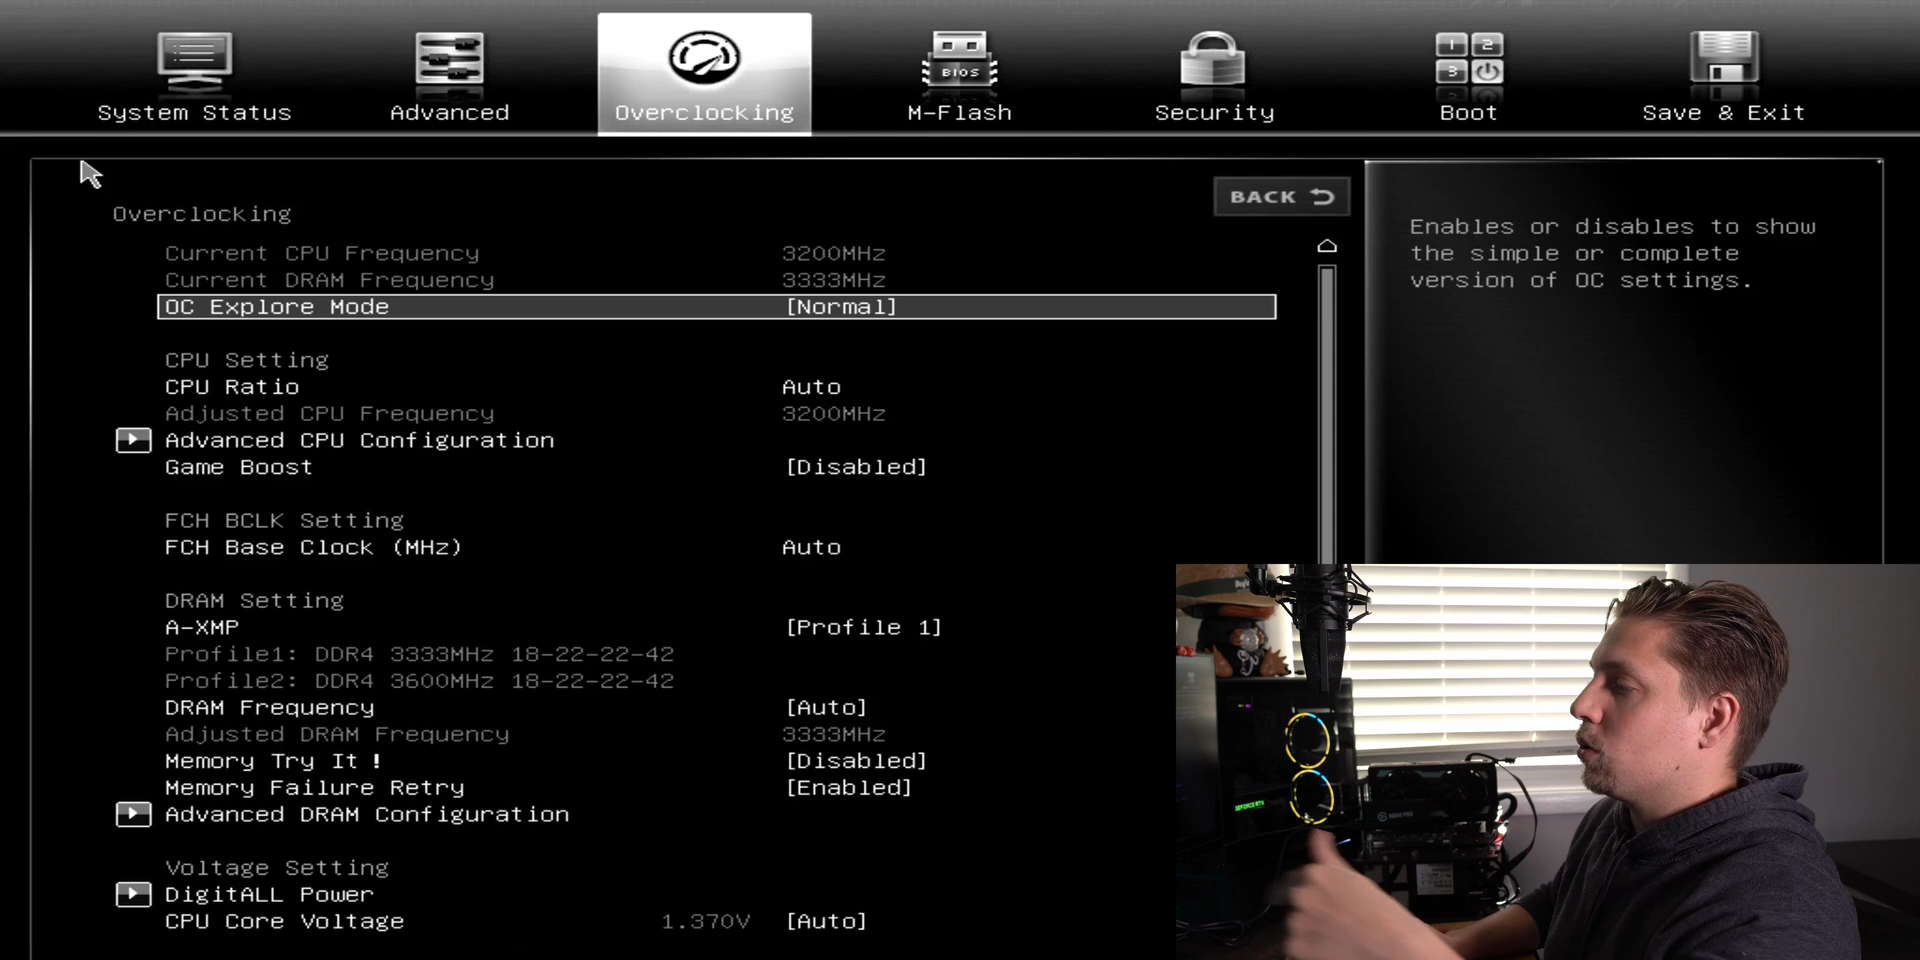 System Status
Advanced
Overclocking
M-Flash
Security
Boot
Save & Exit
BIOS
1 2
3
BACK
Overclocking
Current CPU Frequency 3200MHz
Current DRAM Frequency 3333MHz
OC Explore Mode [Normal]
CPU Setting
CPU Ratio Auto
Adjusted CPU Frequency 3200MHz
Advanced CPU Configuration
Game Boost [Disabled]
FCH BCLK Setting
FCH Base Clock (MHz) Auto
DRAM Setting
A-XMP [Profile 1]
Profile1: DDR4 3333MHz 18-22-22-42
Profile2: DDR4 3600MHz 18-22-22-42
DRAM Frequency [Auto]
Adjusted DRAM Frequency 3333MHz
Memory Try It ! [Disabled]
Memory Failure Retry [Enabled]
Advanced DRAM Configuration
Voltage Setting
DigitALL Power
CPU Core Voltage 1.370V [Auto]
Enables or disables to show
the simple or complete
version of OC settings.
GEFORCE RTX